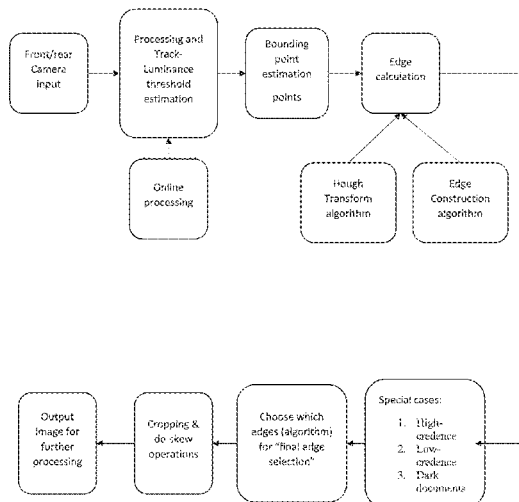 Front/rear
Camera
input
Processing and
Track-
Luminance
threshold
estimation
Bounding
point
estimation
points
Edge
calculation
Online
processing
Hough
Transform
algorithm
Edge
Construction
algorithm
Output
image for
further
processing
Cropping &
de-skew
operations
Choose which
edges (algorithm)
for "final edge
selection"
Special cases:
1. High-
credence
2. Low-
credence
3. Dark
documents